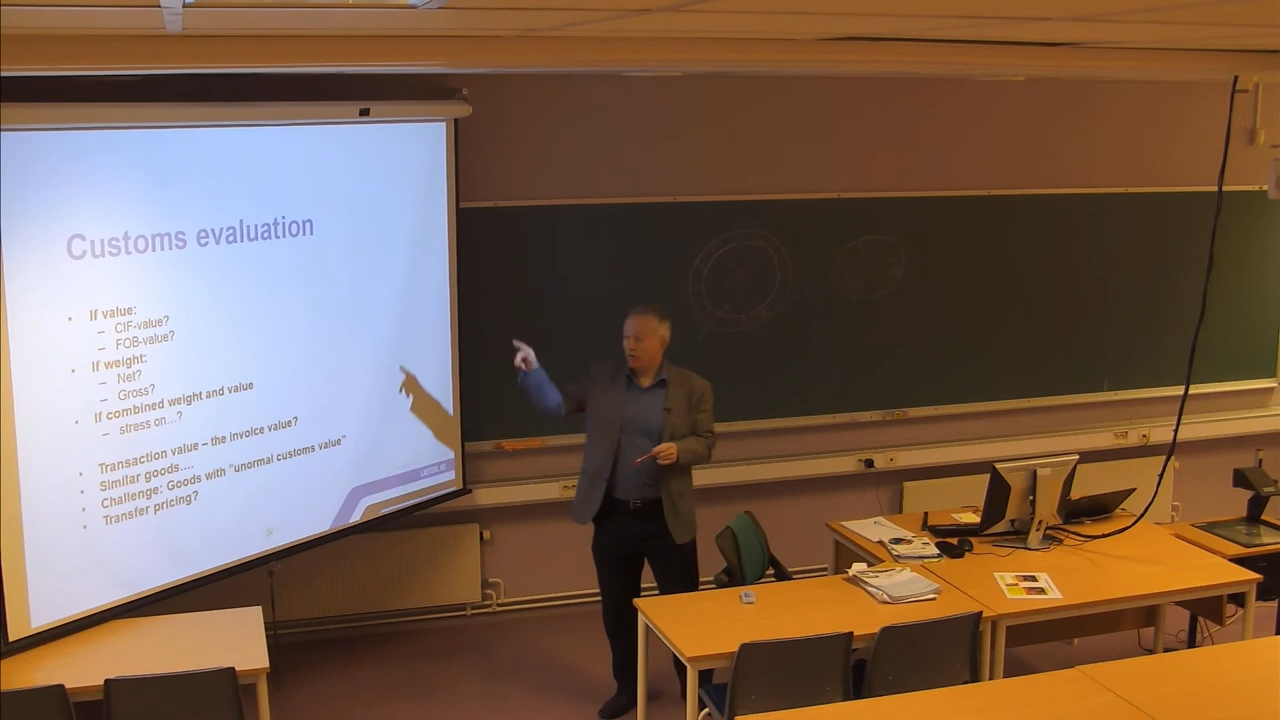 Customs evaluation
• If value:
– CIF-value?
– FOB-value?
• If weight:
– Net?
– Gross?
• If combined weight and value
– stress on...?
• Transaction value – the invoice value?
• Similar goods....
• Challenge: Goods with "unormal customs value"
• Transfer pricing?